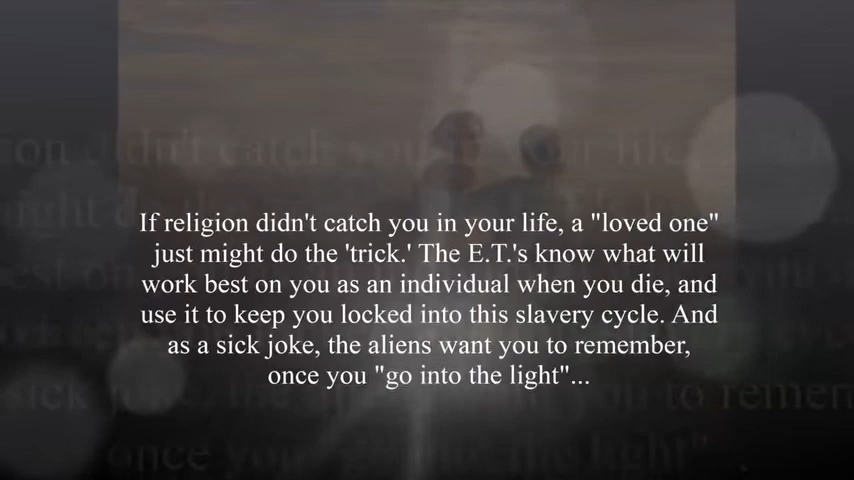 If religion didn't catch you in your life, a "loved one"
just might do the 'trick.' The E.T.'s know what will
work best on you as an individual when you die, and
use it to keep you locked into this slavery cycle. And
as a sick joke, the aliens want you to remember,
once you "go into the light"...